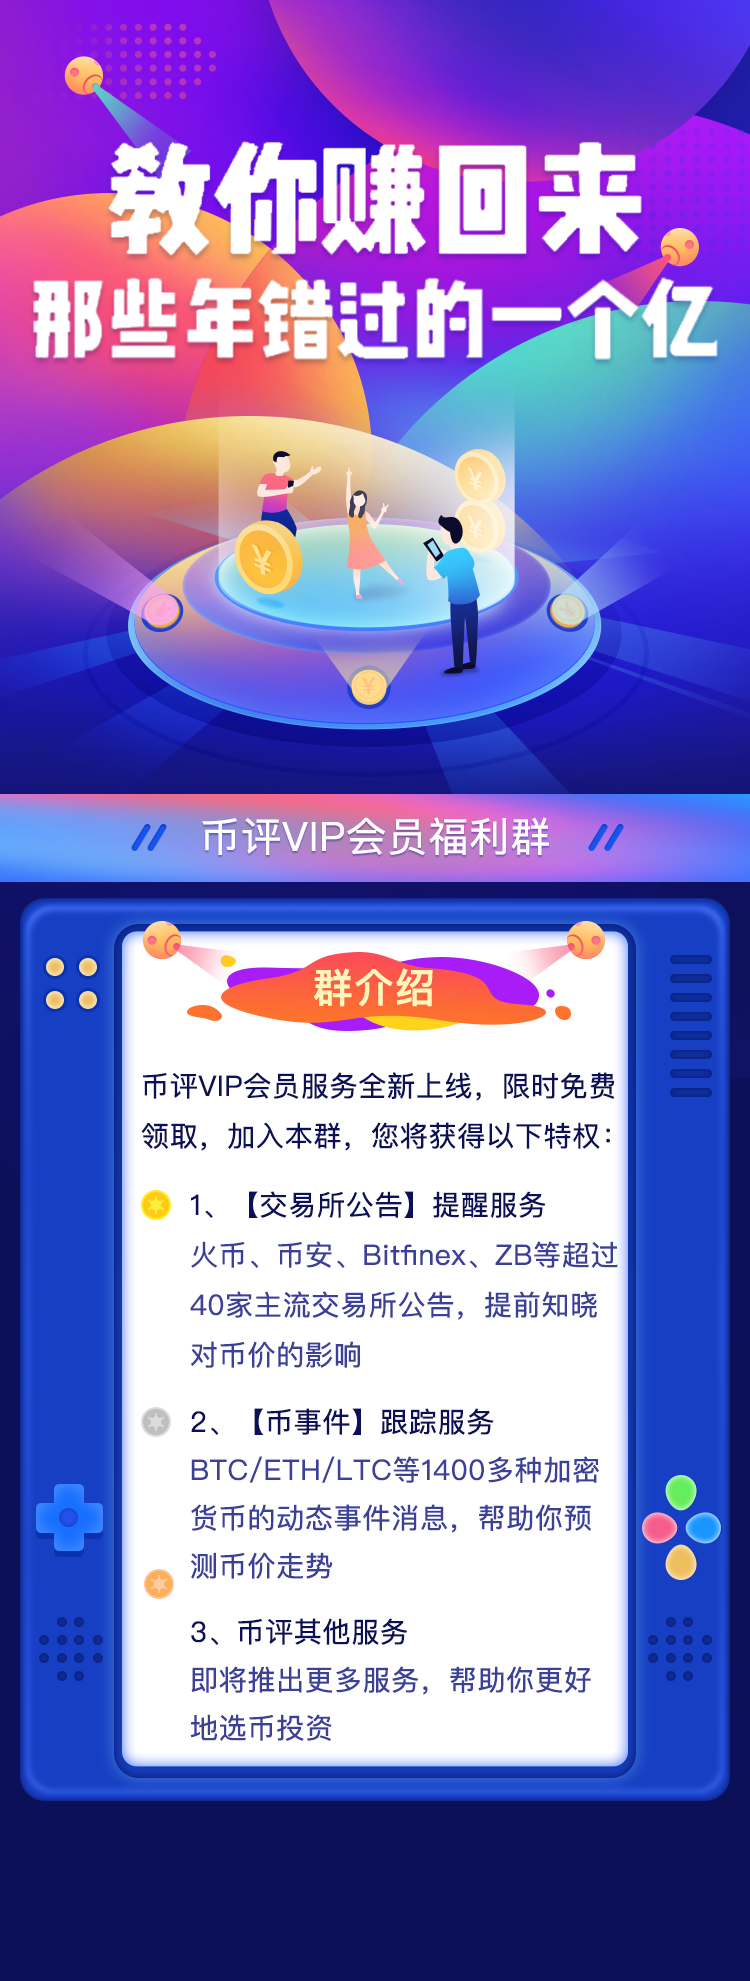 教你赚回来
那些年错过的一个亿
币评VIP会员福利群
群介绍
币评VIP会员服务全新上线，限时免费
领取，加入本群，您将获得以下特权：
1、【交易所公告】提醒服务
火币、币安、Bitfinex、ZB等超过
40家主流交易所公告，提前知晓
对币价的影响
2、【币事件】跟踪服务
BTC/ETH/LTC等1400多种加密
货币的动态事件消息，帮助你预
测币价走势
3、币评其他服务
即将推出更多服务，帮助你更好
地选币投资